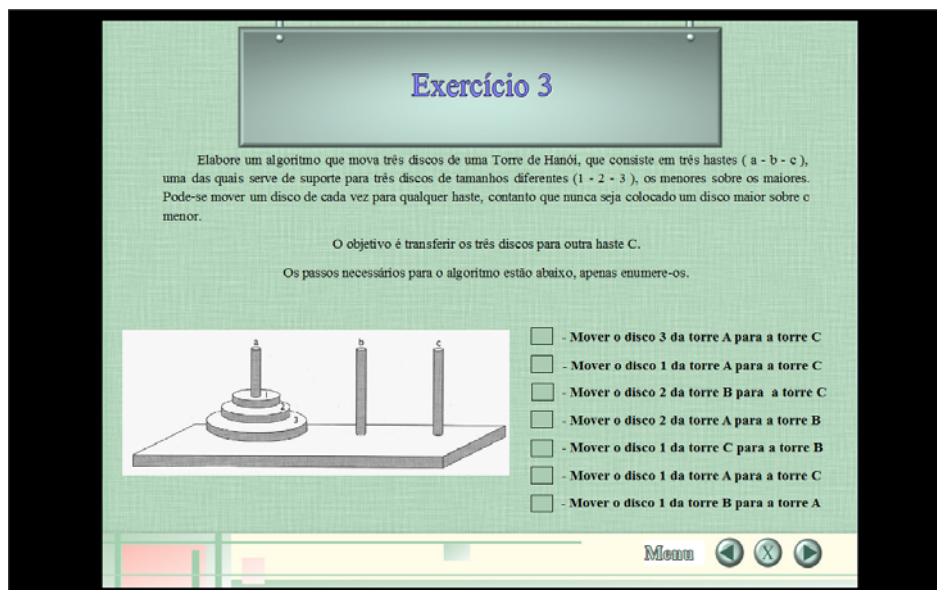 Exercício 3
Elabore um algoritmo que mova três discos de uma Torre de Hanói, que consiste em três hastes ( a - b - c ),
uma das quais serve de suporte para três discos de tamanhos diferentes (1 - 2 - 3 ), os menores sobre os maiores.
Pode-se mover um disco de cada vez para qualquer haste, contanto que nunca seja colocado um disco maior sobre o
menor.
O objetivo é transferir os três discos para outra haste C.
Os passos necessários para o algoritmo estão abaixo, apenas enumere-os.
a b c
1
2
3
- Mover o disco 3 da torre A para a torre C
- Mover o disco 1 da torre A para a torre C
- Mover o disco 2 da torre B para a torre C
- Mover o disco 2 da torre A para a torre B
- Mover o disco 1 da torre C para a torre B
- Mover o disco 1 da torre A para a torre C
- Mover o disco 1 da torre B para a torre A
Menu X